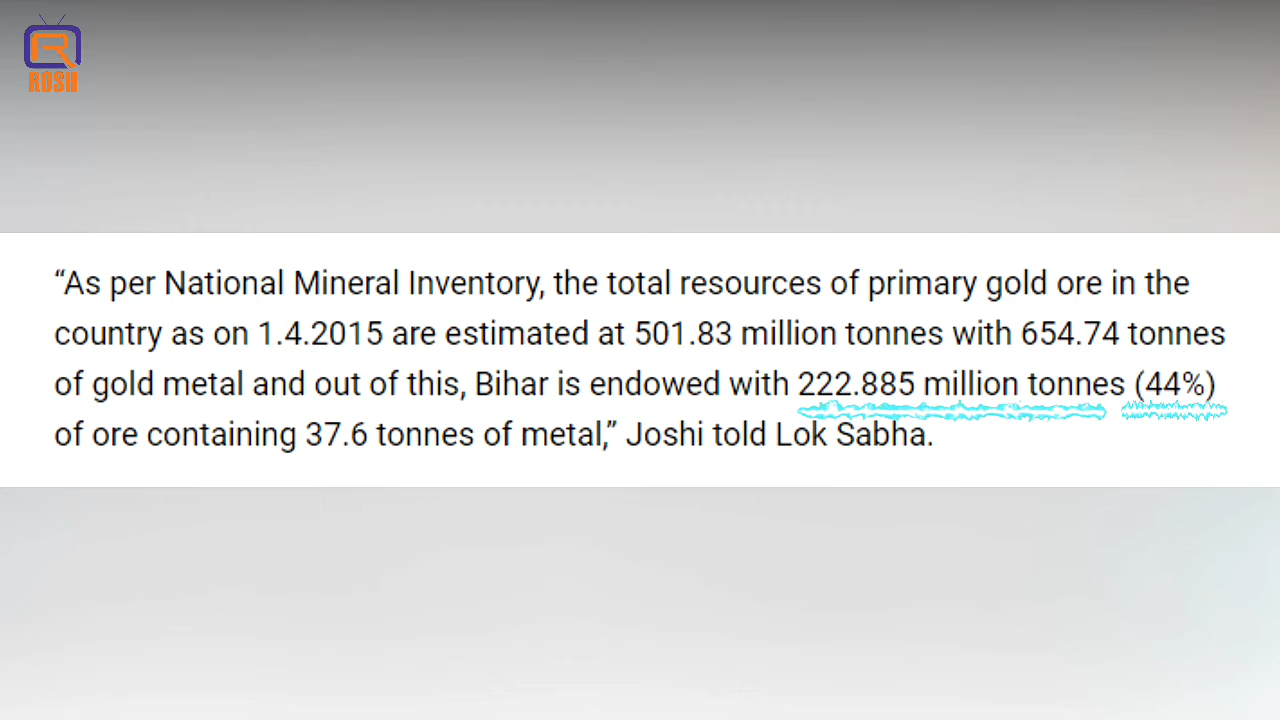 ROSH
“As per National Mineral Inventory, the total resources of primary gold ore in the
country as on 1.4.2015 are estimated at 501.83 million tonnes with 654.74 tonnes
of gold metal and out of this, Bihar is endowed with 222.885 million tonnes (44%)
of ore containing 37.6 tonnes of metal,” Joshi told Lok Sabha.